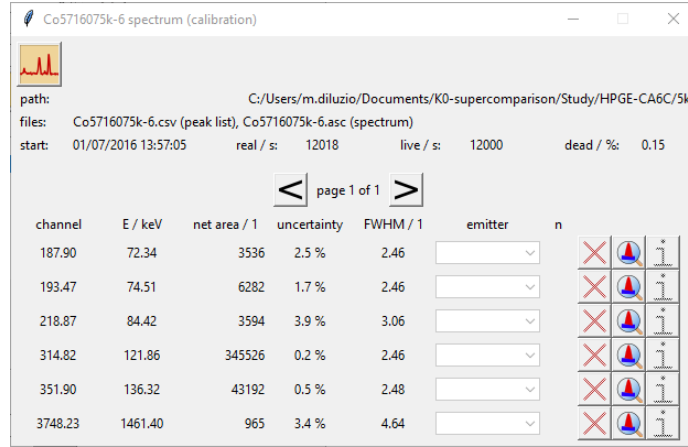 Co5716075k-6 spectrum (calibration)
path: C:/Users/m.diluzio/Documents/K0-supercomparison/Study/HPGE-CA6C/5k
files: Co5716075k-6.csv (peak list), Co5716075k-6.asc (spectrum)
start: 01/07/2016 13:57:05 real / s: 12018 live / s: 12000 dead / %: 0.15
< page 1 of 1 >
channel E / keV net area / 1 uncertainty FWHM / 1 emitter n
187.90 72.34 3536 2.5 % 2.46
193.47 74.51 6282 1.7 % 2.46
218.87 84.42 3594 3.9 % 3.06
314.82 121.86 345526 0.2 % 2.46
351.90 136.32 43192 0.5 % 2.48
3748.23 1461.40 965 3.4 % 4.64